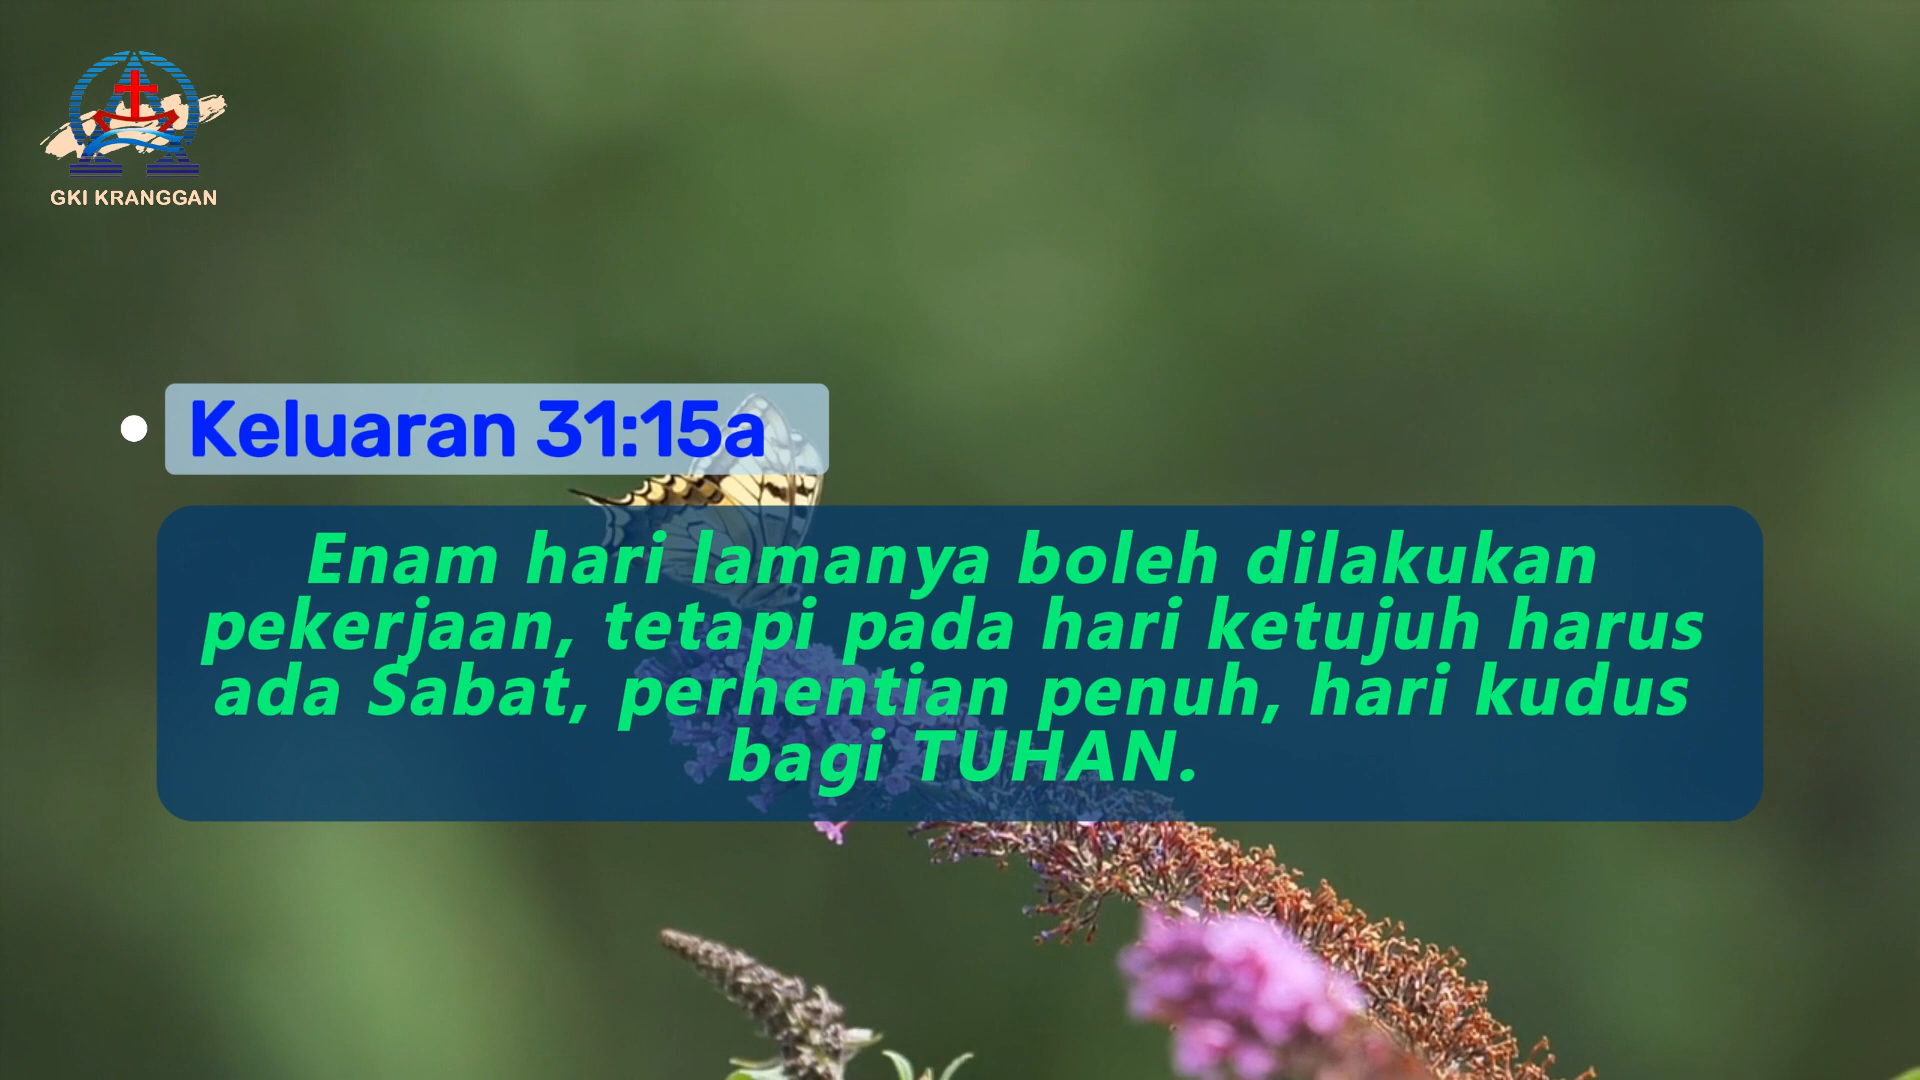 GKI KRANGGAN
Keluaran 31:15a
Enam hari lamanya boleh dilakukan
pekerjaan, tetapi pada hari ketujuh harus
ada Sabat, perhentian penuh, hari kudus
bagi TUHAN.